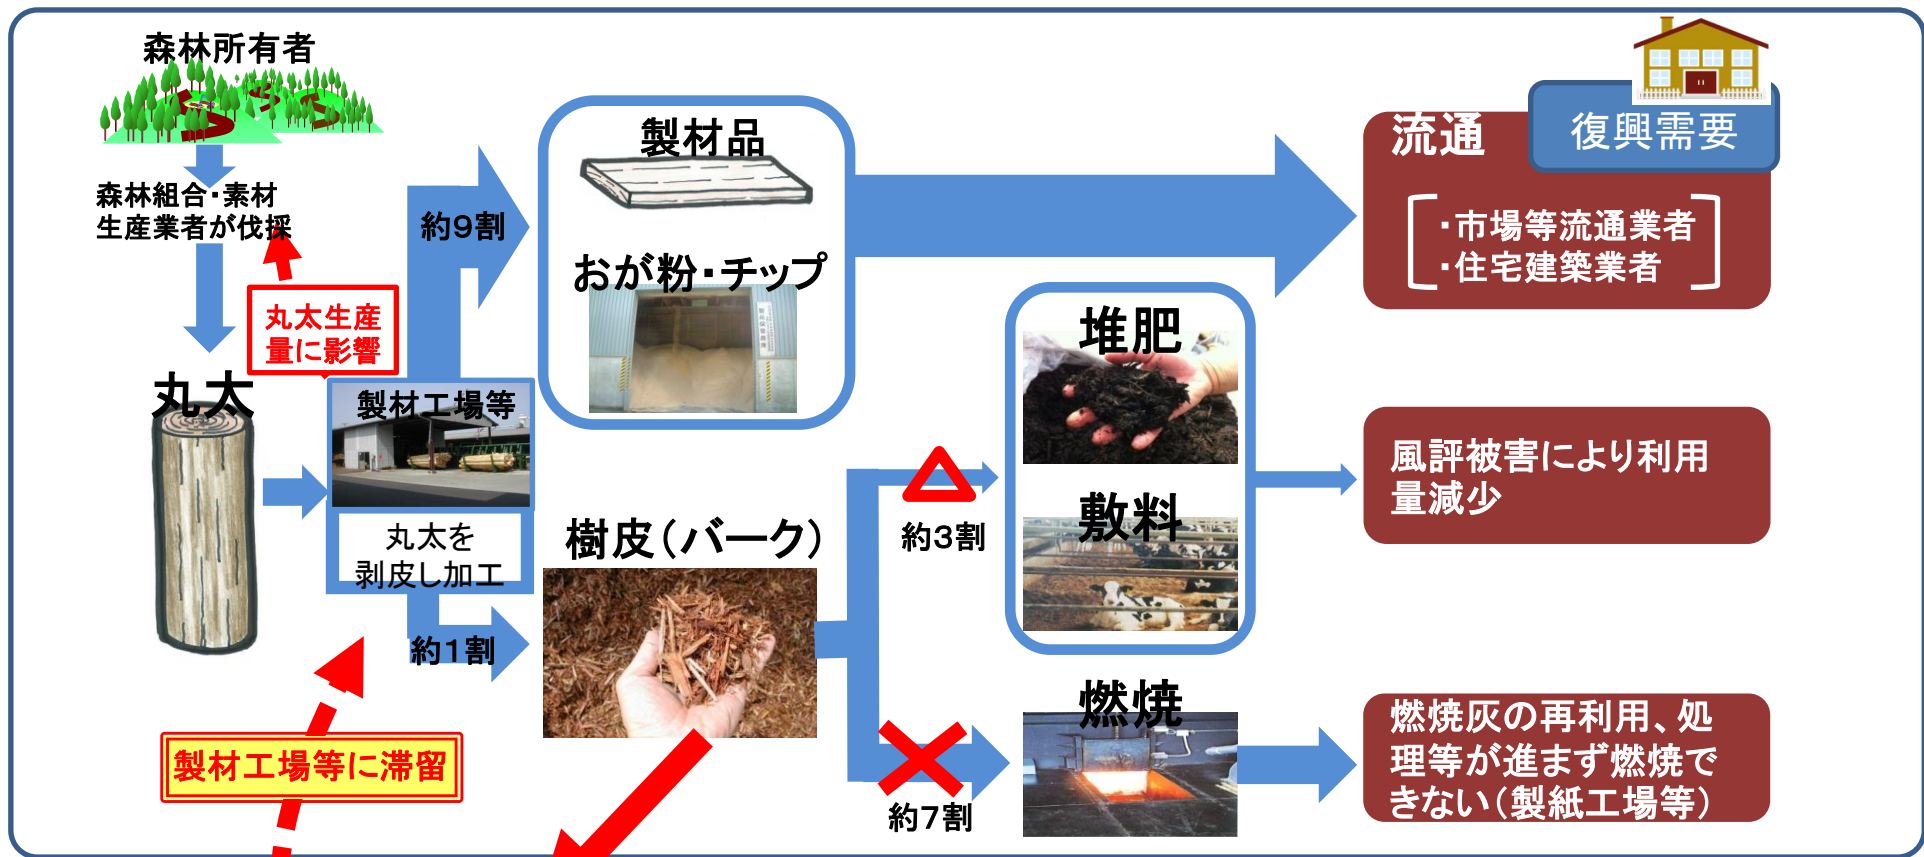 森林所有者
森林組合・素材
生産業者が伐採
丸太生産
量に影響
丸太
製材工場等
丸太を
剥皮し加工
約9割
約1割
製材品
おが粉・チップ
樹皮（バーク）
約3割
約7割
堆肥
敷料
燃焼
復興需要
流通
・市場等流通業者
・住宅建築業者
風評被害により利用
量減少
燃焼灰の再利用、処
理等が進まず燃焼で
きない（製紙工場等）
製材工場等に滞留